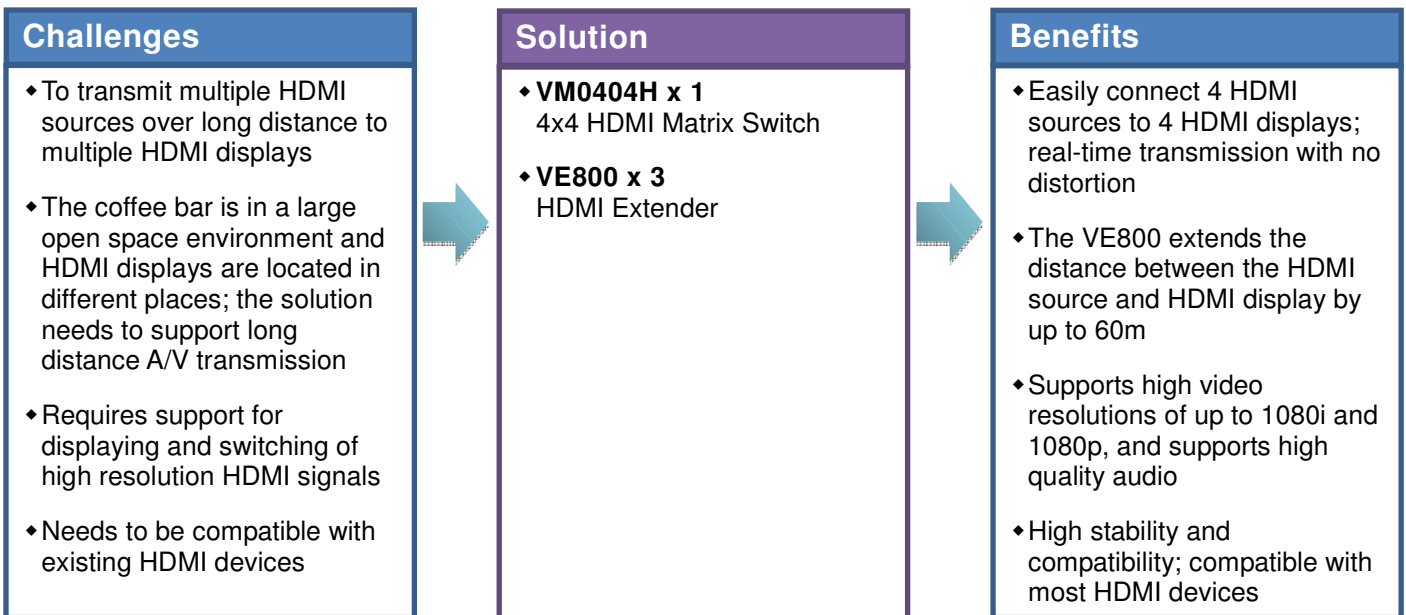 Challenges
◆To transmit multiple HDMI
sources over long distance to
multiple HDMI displays
◆The coffee bar is in a large
open space environment and
HDMI displays are located in
different places; the solution
needs to support long
distance A/V transmission
◆Requires support for
displaying and switching of
high resolution HDMI signals
◆Needs to be compatible with
existing HDMI devices
Solution
◆VM0404H x 1
4x4 HDMI Matrix Switch
◆VE800 x 3
HDMI Extender
Benefits
◆Easily connect 4 HDMI
sources to 4 HDMI displays;
real-time transmission with no
distortion
◆The VE800 extends the
distance between the HDMI
source and HDMI display by
up to 60m
◆Supports high video
resolutions of up to 1080i and
1080p, and supports high
quality audio
◆High stability and
compatibility; compatible with
most HDMI devices